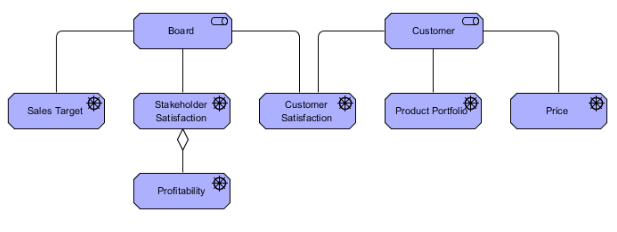 Board
Customer
Sales Target
Stakeholder
Satisfaction
Customer
Satisfaction
Product Portfolio
Price
Profitability